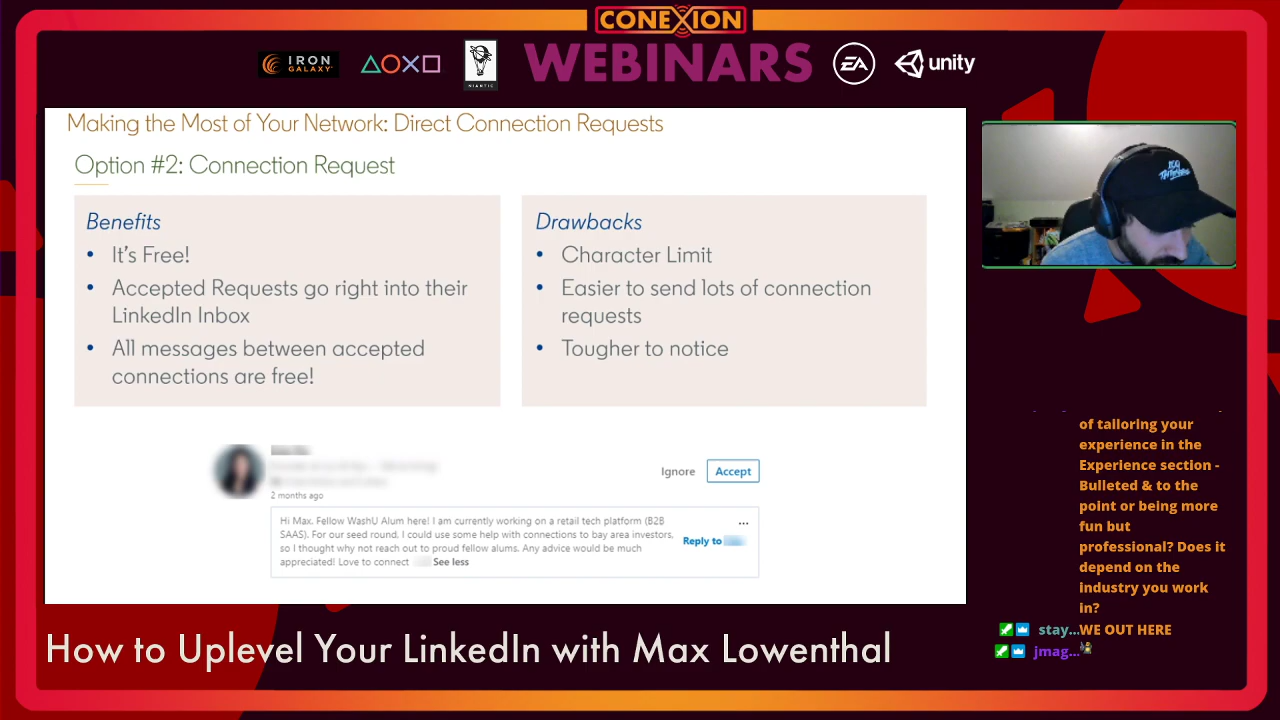 CONEXION
IRON
GALAXY
NIANTIC
WEBINARS
EA
unity
Making the Most of Your Network: Direct Connection Requests
Option #2: Connection Request
Benefits
• It's Free!
• Accepted Requests go right into their
LinkedIn Inbox
• All messages between accepted
connections are free!
Drawbacks
• Character Limit
• Easier to send lots of connection
requests
• Tougher to notice
2 months ago
Ignore
Accept
Hi Max, Fellow WashU Alum here! I am currently working on a retail tech platform (B2B
SAAS). For our seed round, I could use some help with connections to bay area investors,
so I thought why not reach out to proud fellow alums. Any advice would be much
appreciated! Love to connect
See less
...
Reply to
of tailoring your
experience in the
Experience section -
Bulleted & to the
point or being more
fun but
professional? Does it
depend on the
industry you work
in?
stay... WE OUT HERE
jmag...
How to Uplevel Your LinkedIn with Max Lowenthal